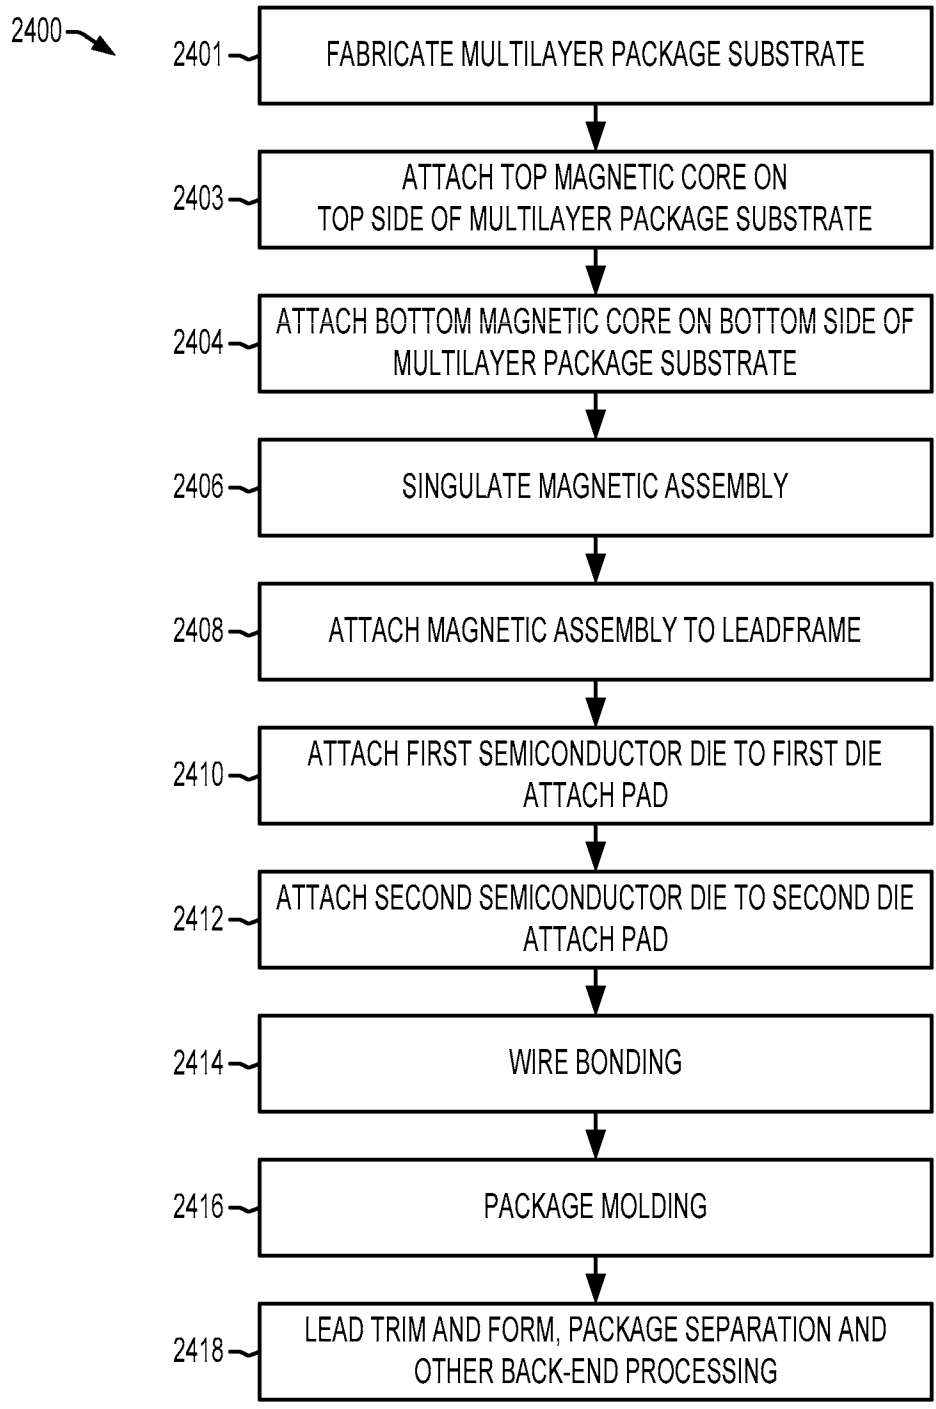 2400
2401
FABRICATE MULTILAYER PACKAGE SUBSTRATE
2403
ATTACH TOP MAGNETIC CORE ON
TOP SIDE OF MULTILAYER PACKAGE SUBSTRATE
2404
ATTACH BOTTOM MAGNETIC CORE ON BOTTOM SIDE OF
MULTILAYER PACKAGE SUBSTRATE
2406
SINGULATE MAGNETIC ASSEMBLY
2408
ATTACH MAGNETIC ASSEMBLY TO LEADFRAME
2410
ATTACH FIRST SEMICONDUCTOR DIE TO FIRST DIE
ATTACH PAD
2412
ATTACH SECOND SEMICONDUCTOR DIE TO SECOND DIE
ATTACH PAD
2414
WIRE BONDING
2416
PACKAGE MOLDING
2418
LEAD TRIM AND FORM, PACKAGE SEPARATION AND
OTHER BACK-END PROCESSING